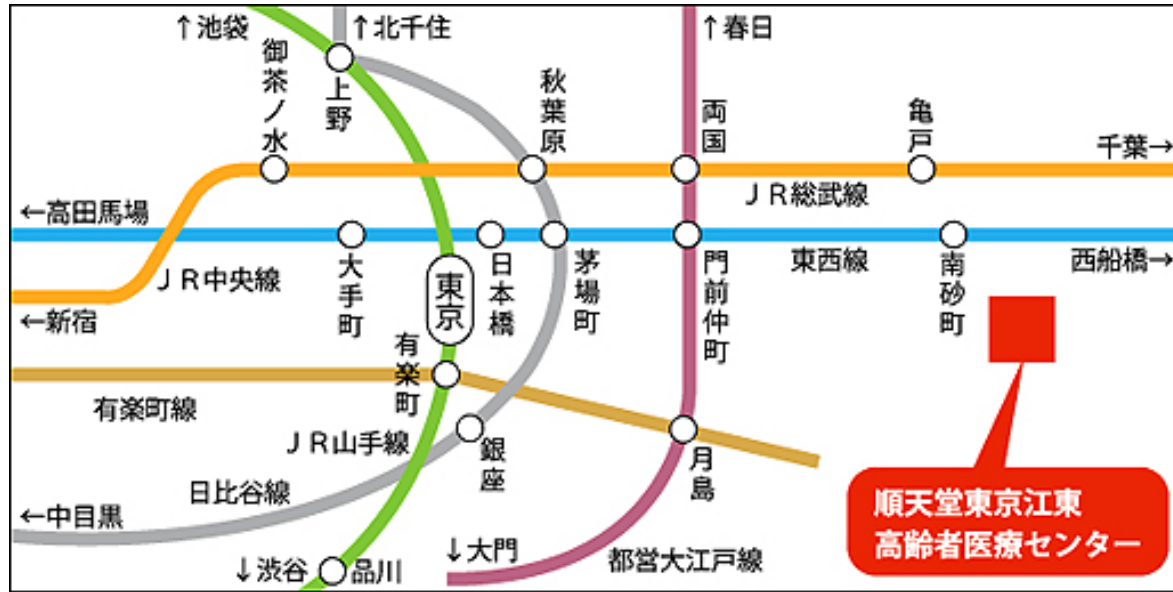 ↑池袋
↑北千住
↑春日
御茶ノ水
上野
秋葉原
両国
亀戸
千葉→
JR総武線
←高田馬場
JR中央線
大手町
東京
日本橋
茅場町
門前仲町
東西線
南砂町
西船橋→
←新宿
有楽町
有楽町線
JR山手線
銀座
月島
日比谷線
←中目黒
↓大門
都営大江戸線
↓渋谷
品川
順天堂東京江東
高齢者医療センター